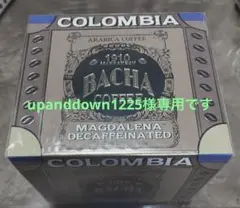 COLOMBIA
ARABICA COFFEE
1910
BACHA
COFFEE
upanddown1225様専用です
MAGDALENA
DECAFFEINATED
COLOMBIA